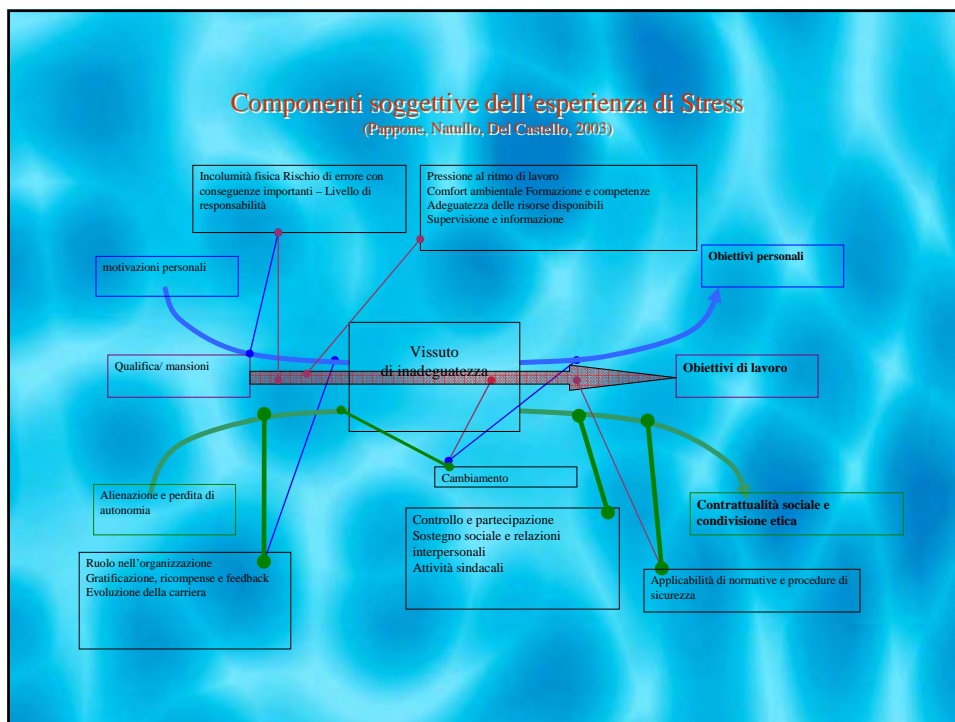 Componenti soggettive dell'esperienza di Stress
(Pappone, Natullo, Del Castello, 2003)
Incolumità fisica Rischio di errore con
conseguenze importanti – Livello di
responsabilità
Pressione al ritmo di lavoro
Comfort ambientale Formazione e competenze
Adeguatezza delle risorse disponibili
Supervisione e informazione
motivazioni personali
Obiettivi personali
Qualifica/ mansioni
Vissuto
di inadeguatezza
Obiettivi di lavoro
Cambiamento
Alienazione e perdita di
autonomia
Contrattualità sociale e
condivisione etica
Controllo e partecipazione
Sostegno sociale e relazioni
interpersonali
Attività sindacali
Ruolo nell'organizzazione
Gratificazione, ricompense e feedback
Evoluzione della carriera
Applicabilità di normative e procedure di
sicurezza